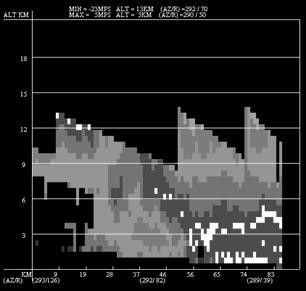 MIN = -23MPS ALT = 13KM (AZ/R) =292 / 70
ALT KM MAX = 5MPS ALT = 3KM (AZ/R) =290 / 50
18
15
12
9
6
3
KM 9 19 28 37 46 56 65 74 83
(AZ/R) (293/126) (292/ 82) (289/ 39)